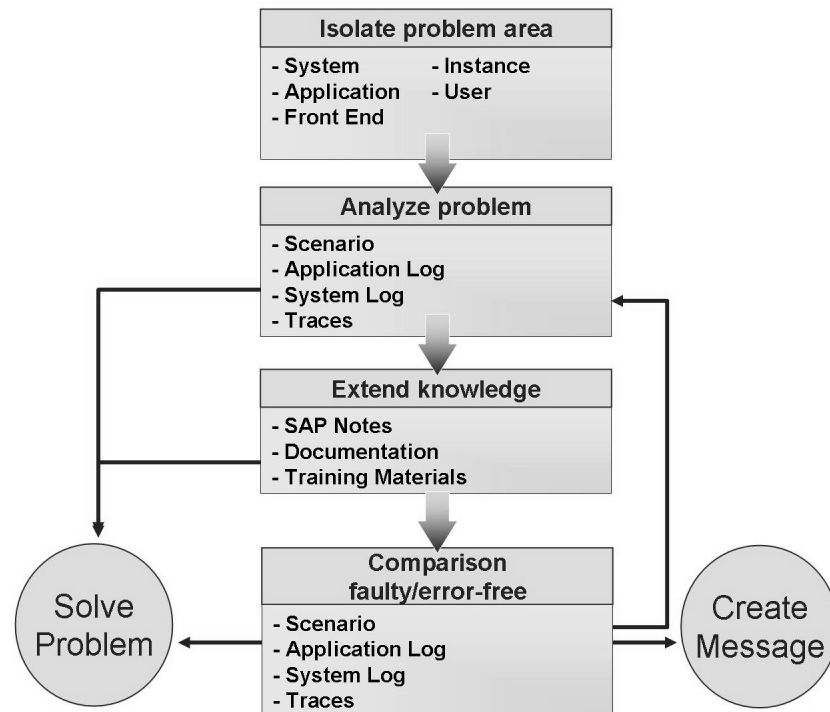 Isolate problem area
- System
- Application
- Front End
- Instance
- User
Analyze problem
- Scenario
- Application Log
- System Log
- Traces
Extend knowledge
- SAP Notes
- Documentation
- Training Materials
Comparison
faulty/error-free
- Scenario
- Application Log
- System Log
- Traces
Solve
Problem
Create
Message